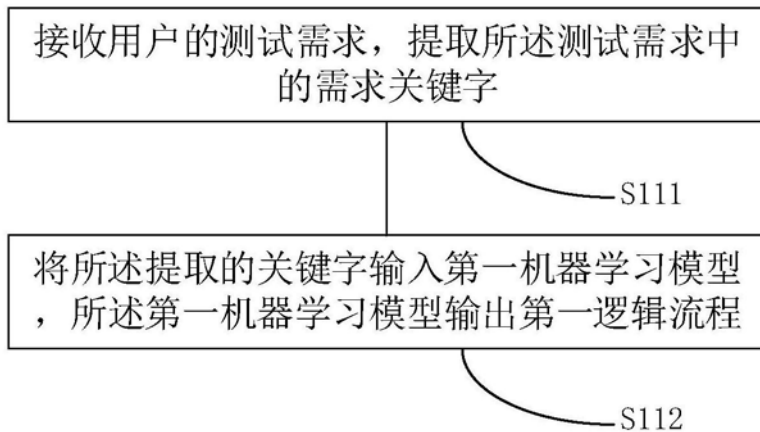 接收用户的测试需求，提取所述测试需求中
的需求关键字
S111
将所述提取的关键字输入第一机器学习模型
，所述第一机器学习模型输出第一逻辑流程
S112